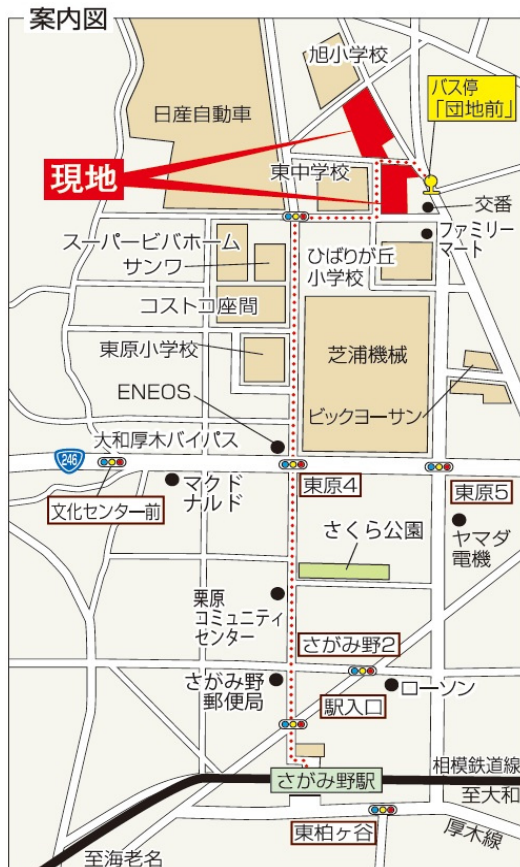 案内図
旭小学校
バス停
「団地前」
日産自動車
現地
東中学校
交番
ファミリー
マート
スーパービバホーム
サンワ
ひばりが丘
小学校
コストコ座間
東原小学校
芝浦機械
ENEOS
ビックヨーサン
大和厚木バイパス
246
文化センター前
マクド
ナルド
東原4
東原5
さくら公園
ヤマダ
電機
栗原
コミュニティ
センター
さがみ野2
さがみ野
郵便局
駅入口
ローソン
相模鉄道線
さがみ野駅
至大和
東柏ヶ谷
厚木線
至海老名